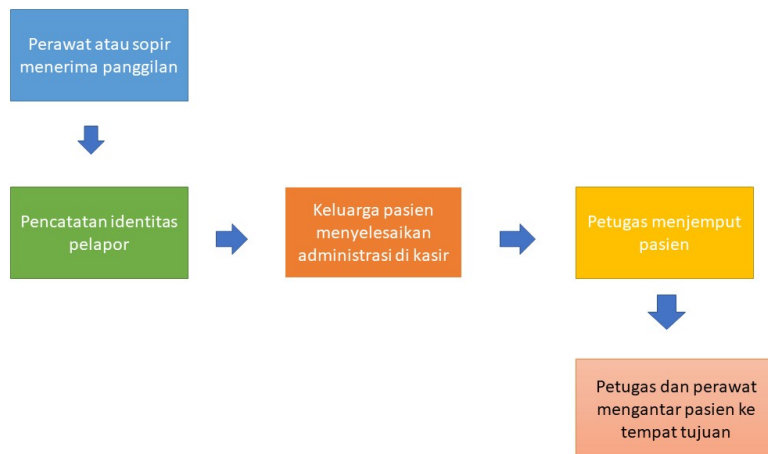 Perawat atau sopir
menerima panggilan
Pencatatan identitas
pelapor
Keluarga pasien
menyelesaikan
administrasi di kasir
Petugas menjemput
pasien
Petugas dan perawat
mengantar pasien ke
tempat tujuan